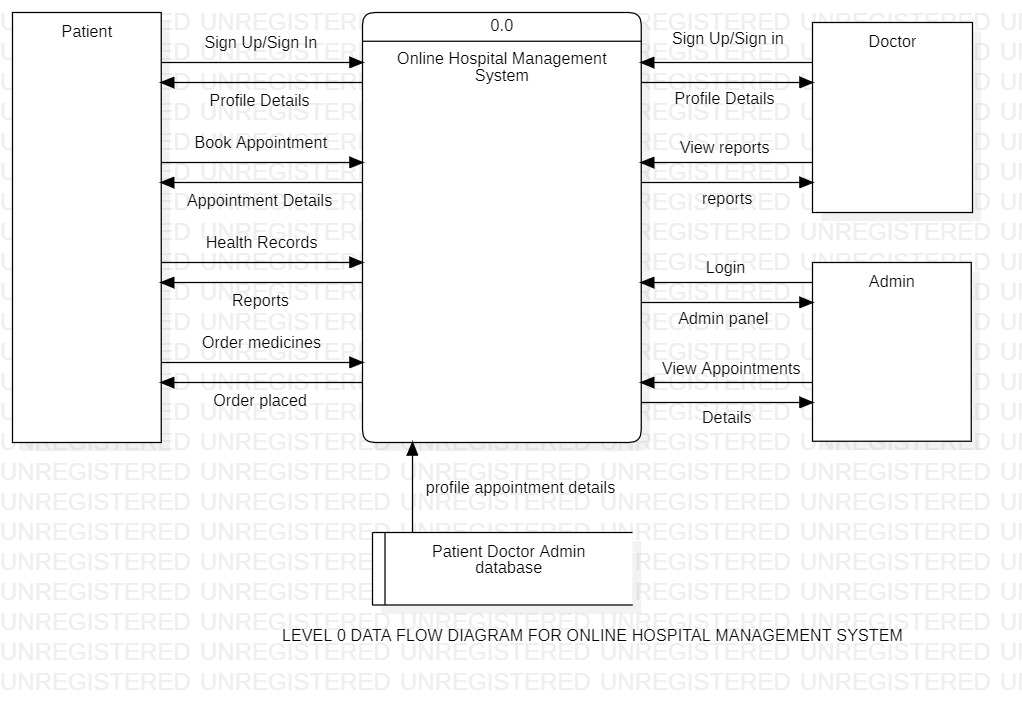 Patient
Sign Up/Sign In
Profile Details
Book Appointment
Appointment Details
Health Records
Reports
Order medicines
Order placed
0.0
Online Hospital Management
System
Sign Up/Sign in
Profile Details
View reports
reports
Doctor
Login
Admin panel
View Appointments
Details
Admin
profile appointment details
Patient Doctor Admin
database
LEVEL 0 DATA FLOW DIAGRAM FOR ONLINE HOSPITAL MANAGEMENT SYSTEM
UNREGISTERED UNREGISTERED UNREGISTERED UNREGISTERED UNREGISTERED